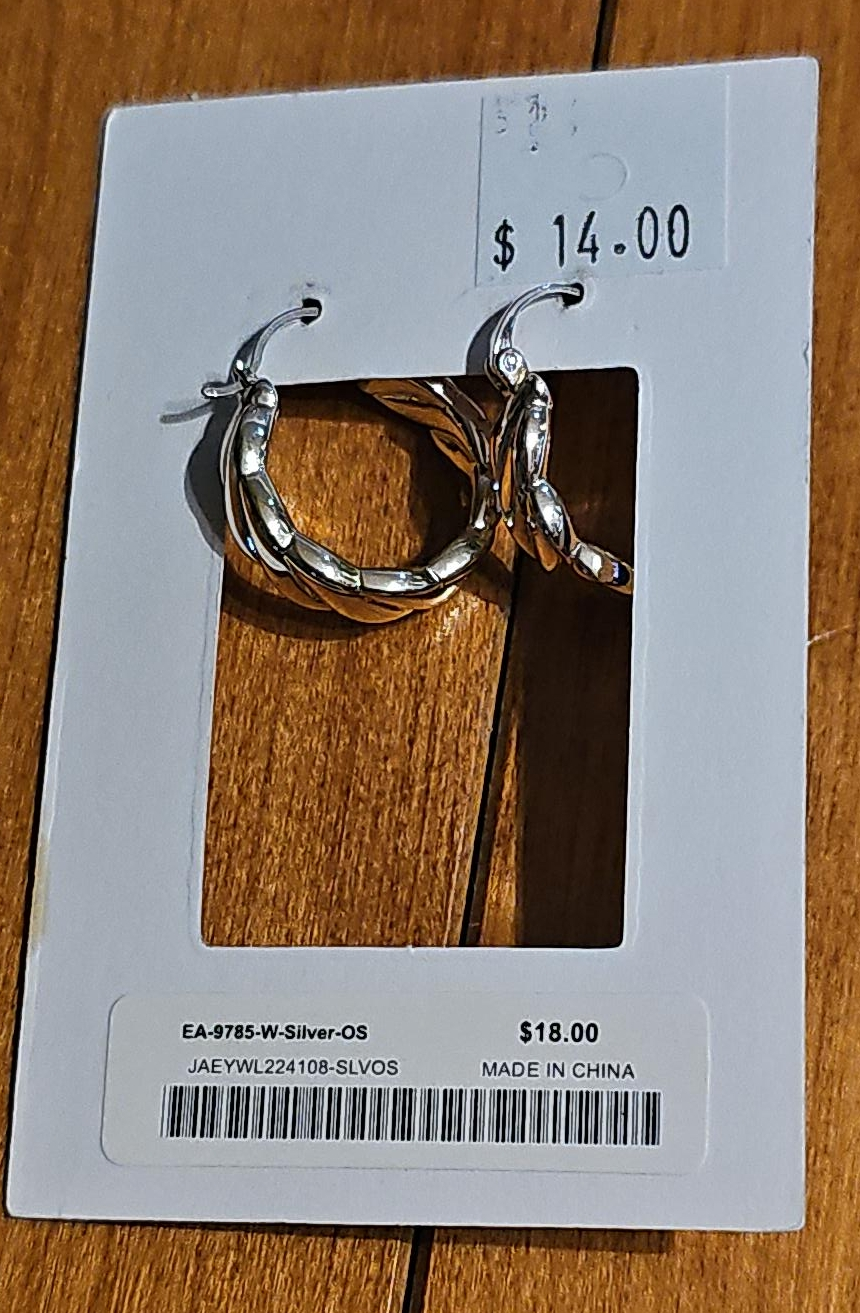 $ 14.00
EA-9785-W-Silver-OS $18.00
JAEYWL224108-SLVOS MADE IN CHINA